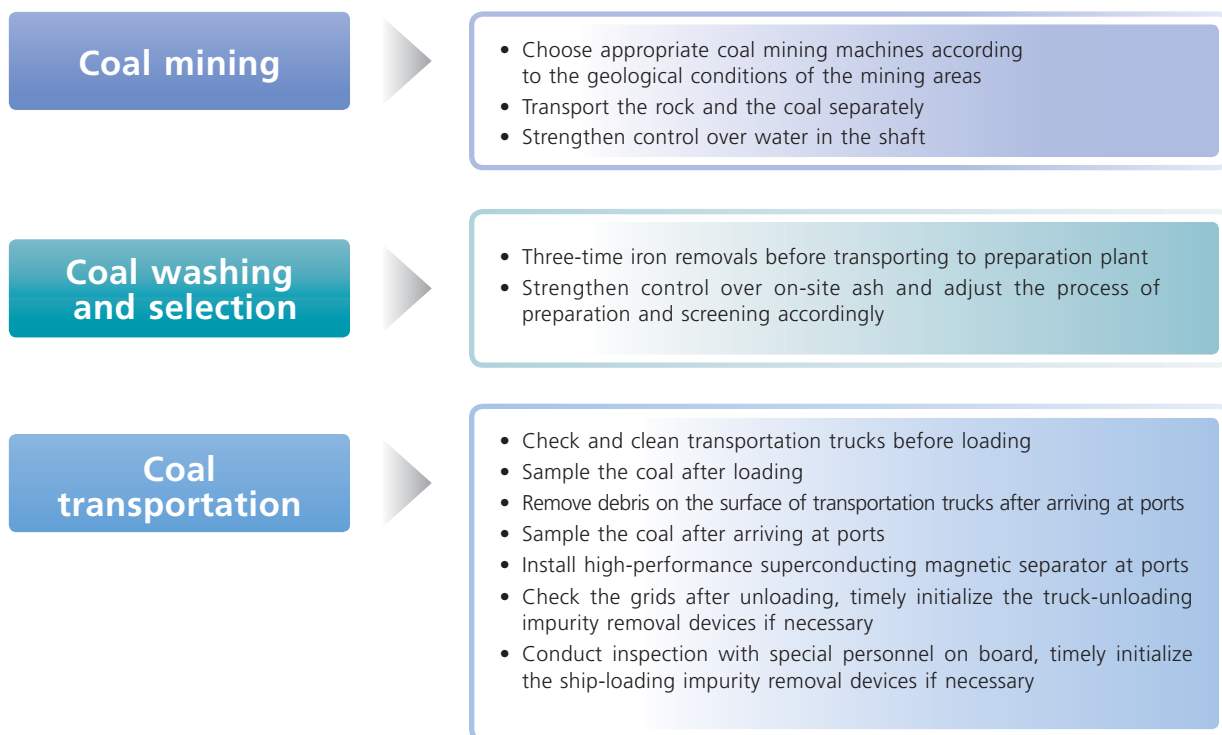 Coal mining
• Choose appropriate coal mining machines according
to the geological conditions of the mining areas
• Transport the rock and the coal separately
• Strengthen control over water in the shaft
Coal washing
and selection
• Three-time iron removals before transporting to preparation plant
• Strengthen control over on-site ash and adjust the process of
preparation and screening accordingly
Coal
transportation
• Check and clean transportation trucks before loading
• Sample the coal after loading
• Remove debris on the surface of transportation trucks after arriving at ports
• Sample the coal after arriving at ports
• Install high-performance superconducting magnetic separator at ports
• Check the grids after unloading, timely initialize the truck-unloading
impurity removal devices if necessary
• Conduct inspection with special personnel on board, timely initialize
the ship-loading impurity removal devices if necessary